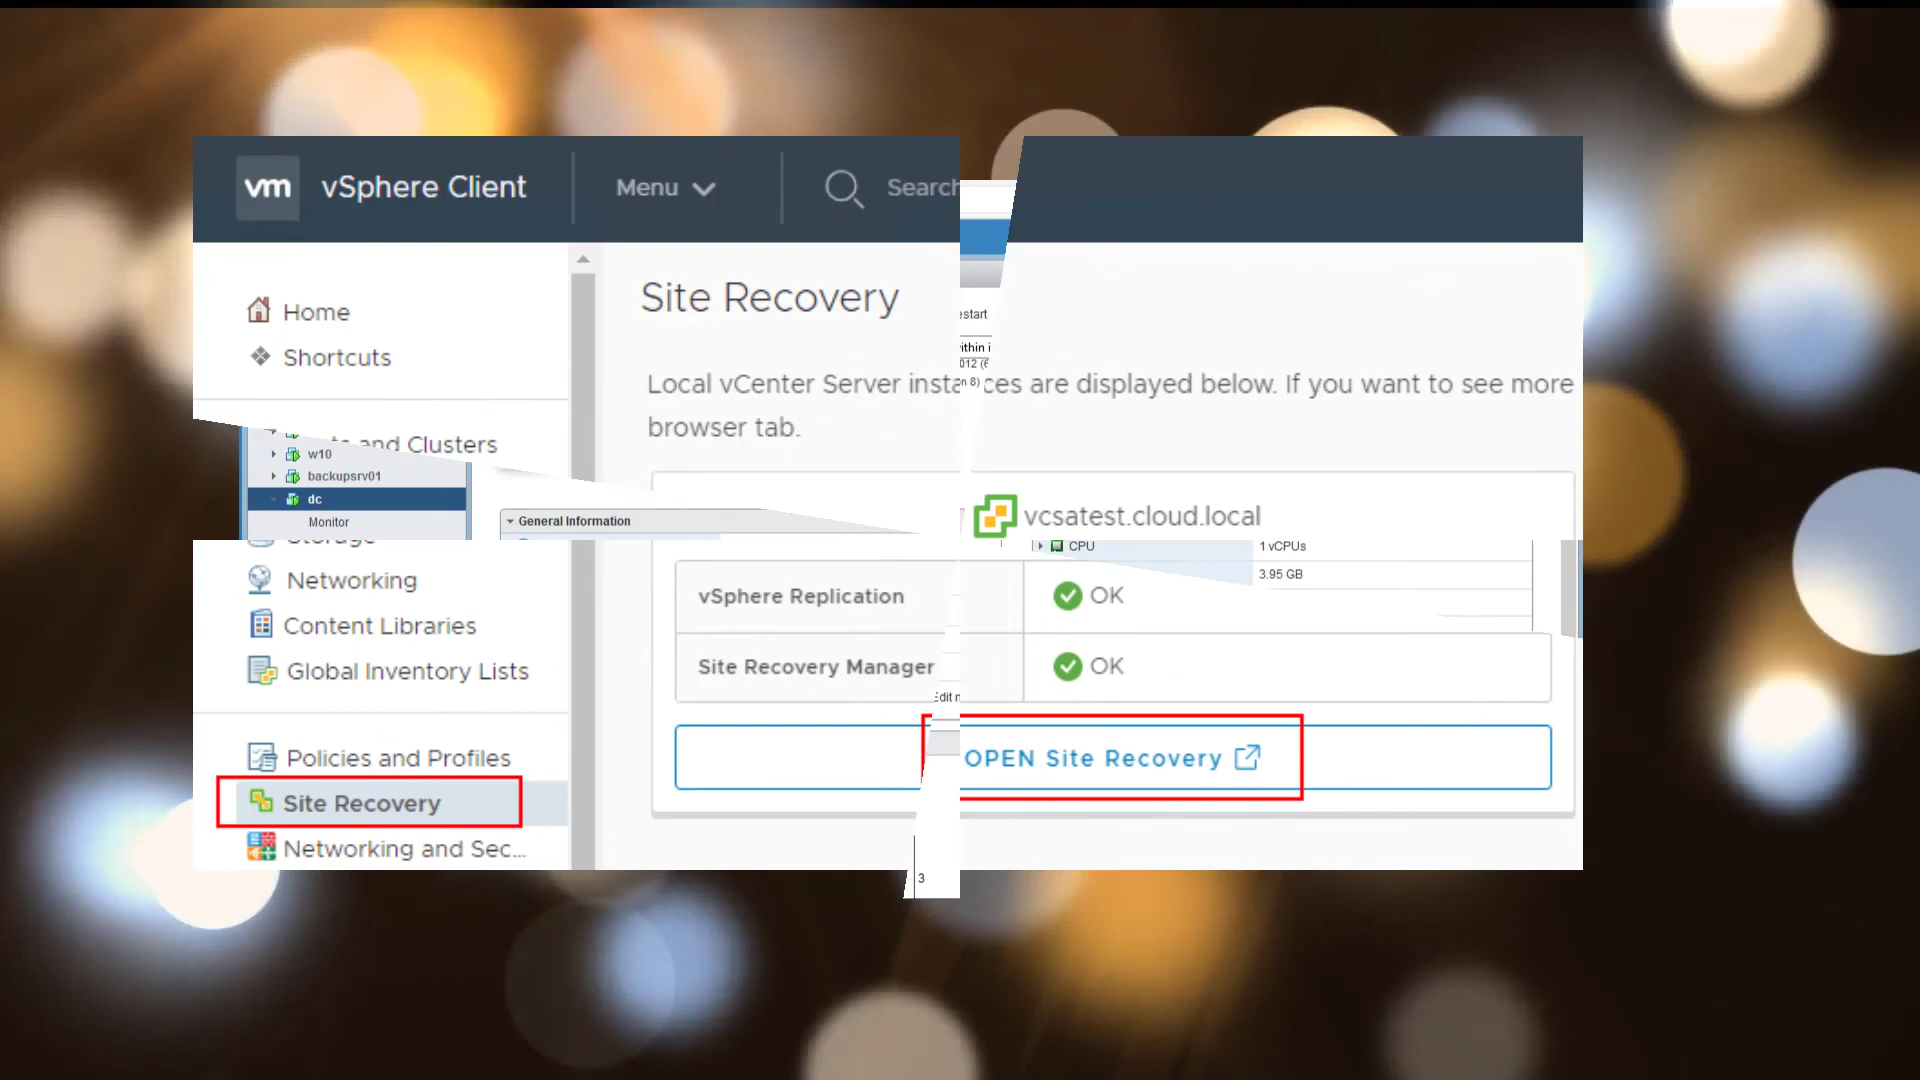 vm vSphere Client Menu Search
Site Recovery
Home
Shortcuts
Local vCenter Server are displayed below. If you want to see more
browser tab.
and Clusters
w10
backupsrv01
dc
Monitor
General Information
vcsatest.cloud.local
Storage
CPU 1 vCPUs
3.95 GB
Networking
Content Libraries
Global Inventory Lists
vSphere Replication OK
Site Recovery Manager OK
Edit
OPEN Site Recovery
Policies and Profiles
Site Recovery
Networking and Sec...
3